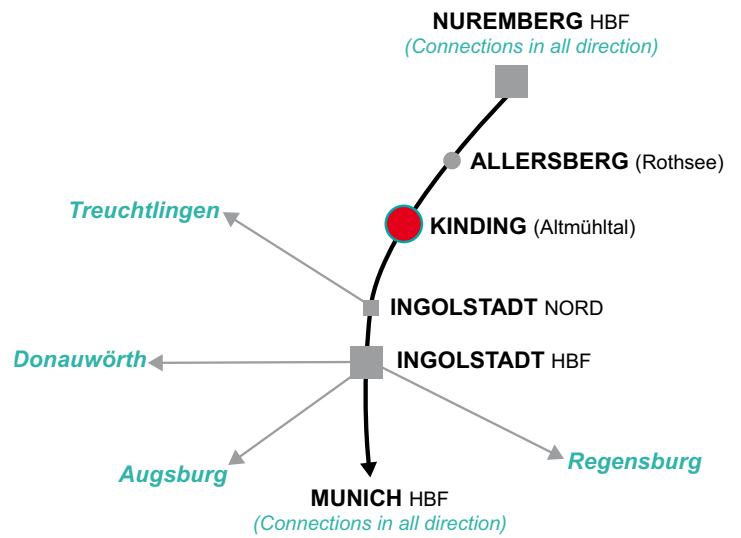 NUREMBERG HBF
(Connections in all direction)
ALLERSBERG (Rothsee)
Treuchtlingen
KINDING (Altmühltal)
INGOLSTADT NORD
Donauwörth
INGOLSTADT HBF
Augsburg
Regensburg
MUNICH HBF
(Connections in all direction)